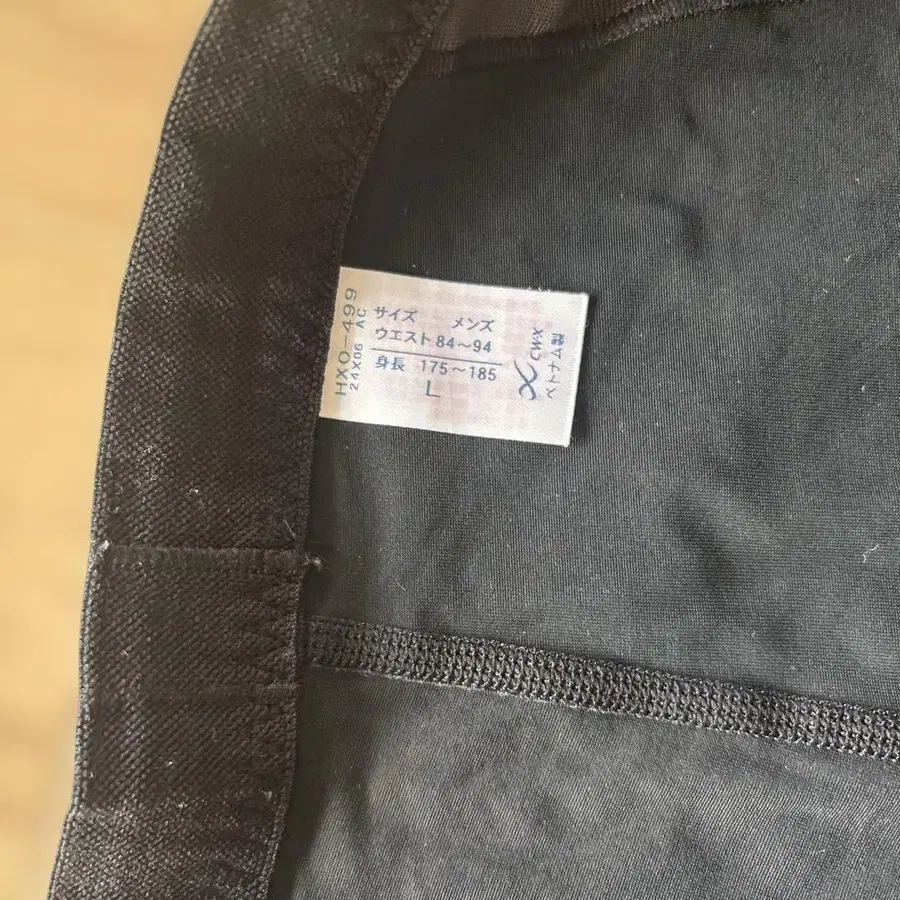 HXO-499
24X06 AC
サイズ メンズ
ウエスト 84～94
身長 175～185
L
CW-X
ベトナム製